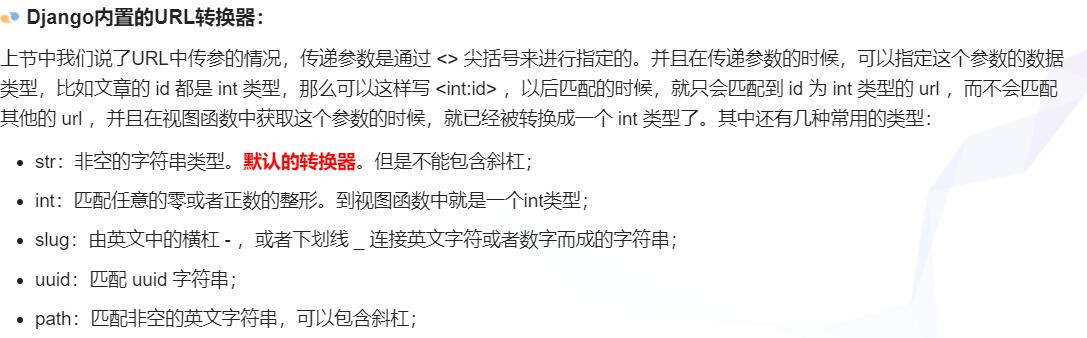 Django内置的URL转换器：
上节中我们说了URL中传参的情况，传递参数是通过 <> 尖括号来进行指定的。并且在传递参数的时候，可以指定这个参数的数据
类型，比如文章的 id 都是 int 类型，那么可以这样写 <int:id> ，以后匹配的时候，就只会匹配到 id 为 int 类型的 url ，而不会匹配
其他的 url ，并且在视图函数中获取这个参数的时候，就已经被转换成一个 int 类型了。其中还有几种常用的类型：
• str：非空的字符串类型。默认的转换器。但是不能包含斜杠；
• int：匹配任意的零或者正数的整形。到视图函数中就是一个int类型；
• slug：由英文中的横杠 - ，或者下划线 _ 连接英文字符或者数字而成的字符串；
• uuid：匹配 uuid 字符串；
• path：匹配非空的英文字符串，可以包含斜杠；